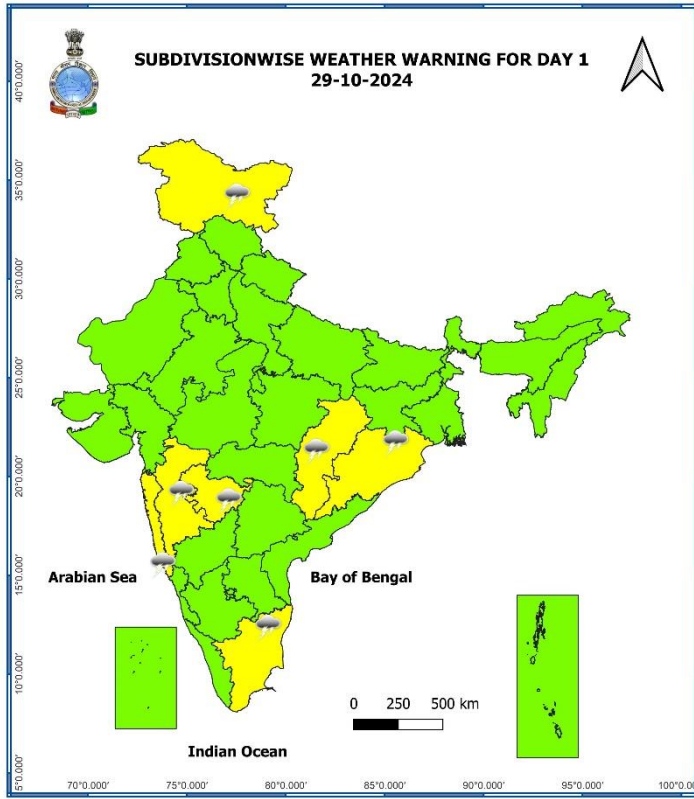 SUBDIVISIONWISE WEATHER WARNING FOR DAY 1
29-10-2024
40°0.000'
35°0.000'
30°0.000'
25°0.000'
20°0.000'
15°0.000'
10°0.000'
5°0.000'
Arabian Sea
Bay of Bengal
0 250 500 km
Indian Ocean
70°0.000' 75°0.000' 80°0.000' 85°0.000' 90°0.000' 95°0.000' 100°0.000'